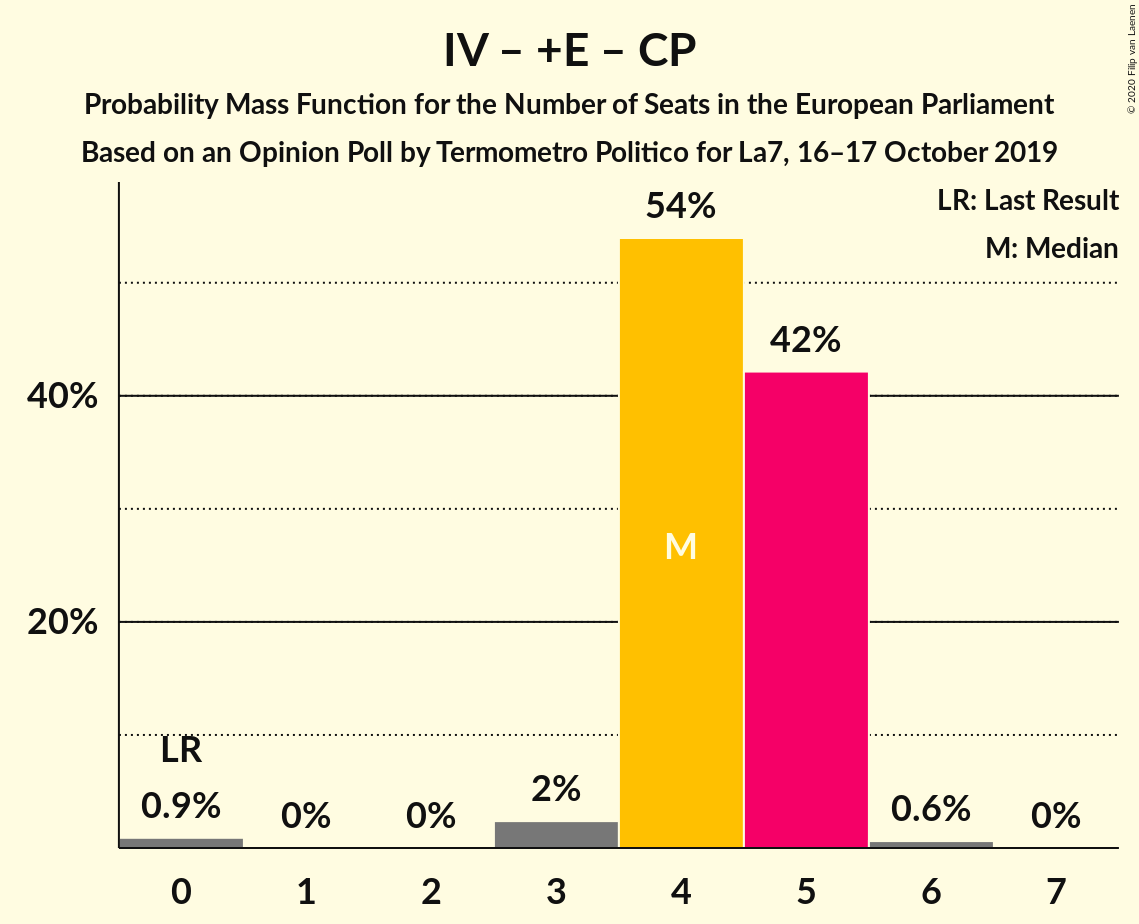 IV – +E – CP
Probability Mass Function for the Number of Seats in the European Parliament
Based on an Opinion Poll by Termometro Politico for La7, 16–17 October 2019
© 2020 Filip van Laenen
LR: Last Result
M: Median
54%
42%
40%
M
20%
LR
0.9%
0%
0%
2%
0.6%
0%
0 1 2 3 4 5 6 7